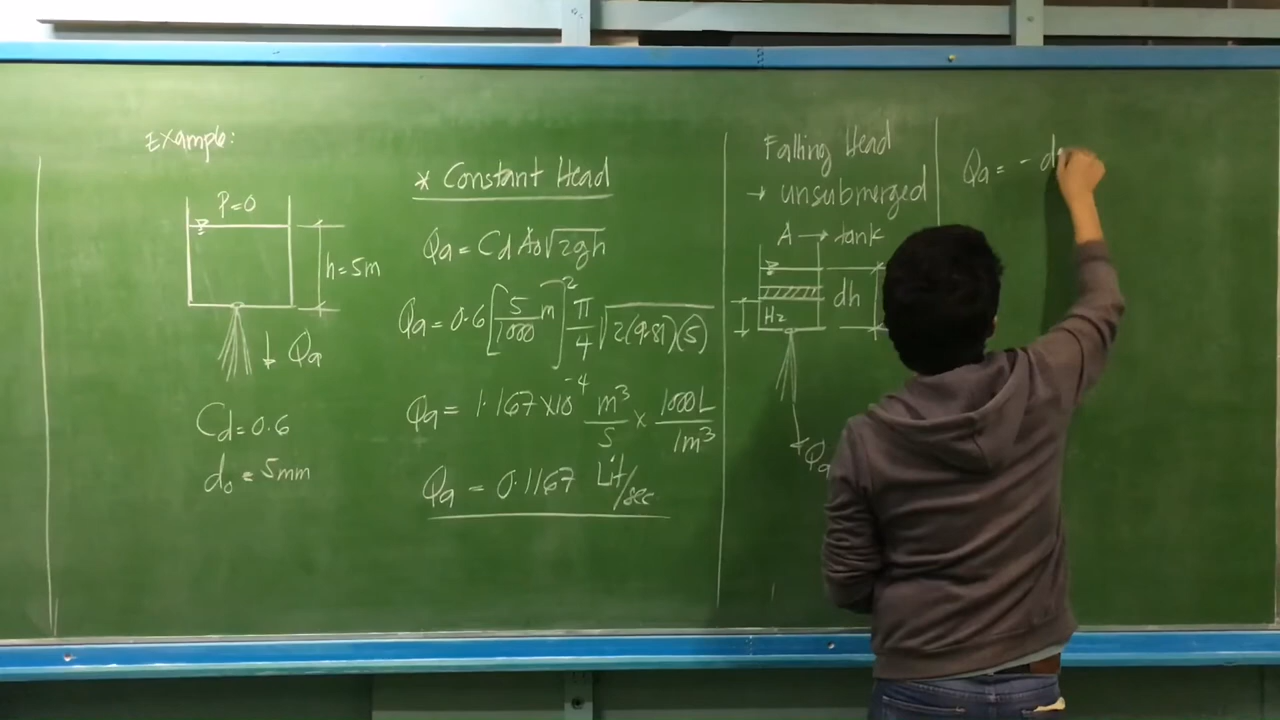 Example:
P=0
h=5m
Qa
Cd=0.6
do = 5mm
* Constant Head
Qa = Cd Ao √2gh
Qa = 0.6 [5/1000 m]² π/4 √2(9.81)(5)
Qa = 1.167 x10⁻⁴ m³/s x 1000L/1m³
Qa = 0.1167 Lit/sec
Falling Head
→ unsubmerged
A → tank
dh
H2
Qa
Qa = - d